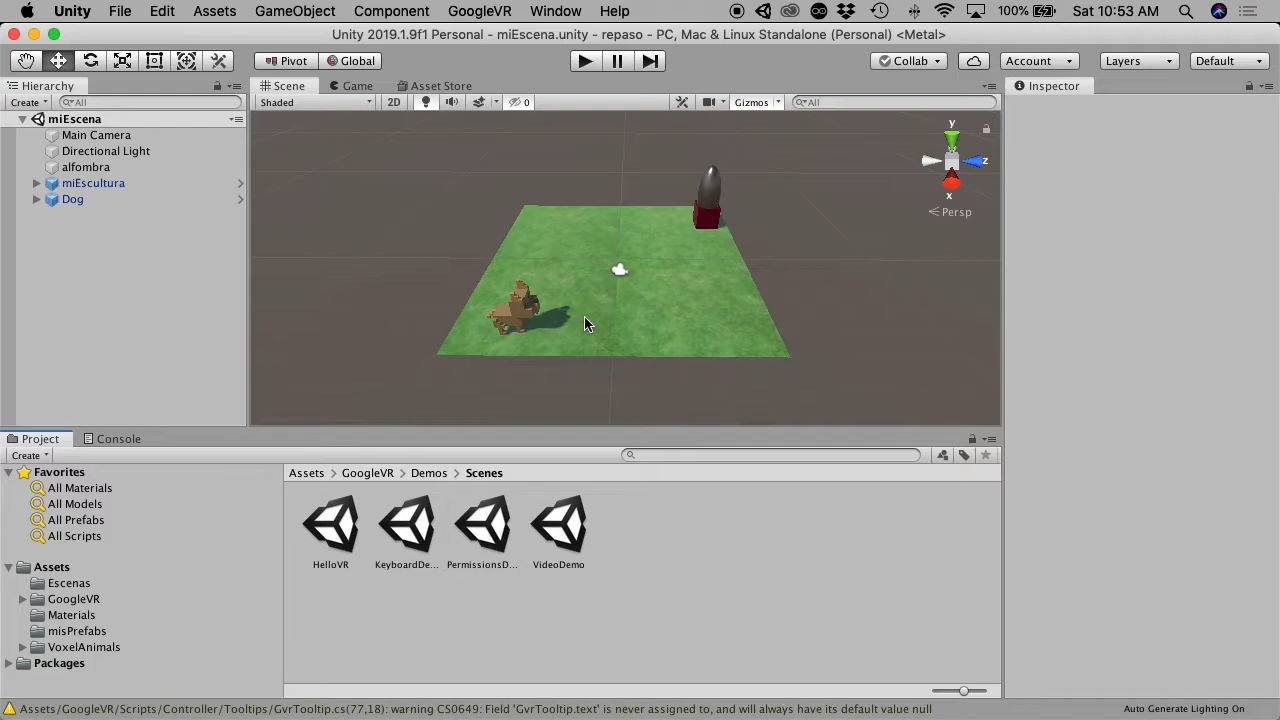 Unity File Edit Assets GameObject Component GoogleVR Window Help 100% Sat 10:53 AM
Unity 2019.1.9f1 Personal - miEscena.unity - repaso - PC, Mac & Linux Standalone (Personal) <Metal>
Pivot Global Collab Account Layers Default
Hierarchy Scene Game Asset Store Inspector
Create All Shaded 2D 0 Gizmos All
miEscena
Main Camera
Directional Light
alfombra
miEscultura
Dog
y
z
x
Persp
Project Console
Create
Favorites
All Materials
All Models
All Prefabs
All Scripts
Assets
Escenas
GoogleVR
Materials
misPrefabs
VoxelAnimals
Packages
Assets GoogleVR Demos Scenes
HelloVR KeyboardDe... PermissionsD... VideoDemo
Assets/GoogleVR/Scripts/Controller/Tooltips/GvrTooltip.cs(77,18): warning CS0649: Field 'GvrTooltip.text' is never assigned to, and will always have its default value null
Auto Generate Lighting On